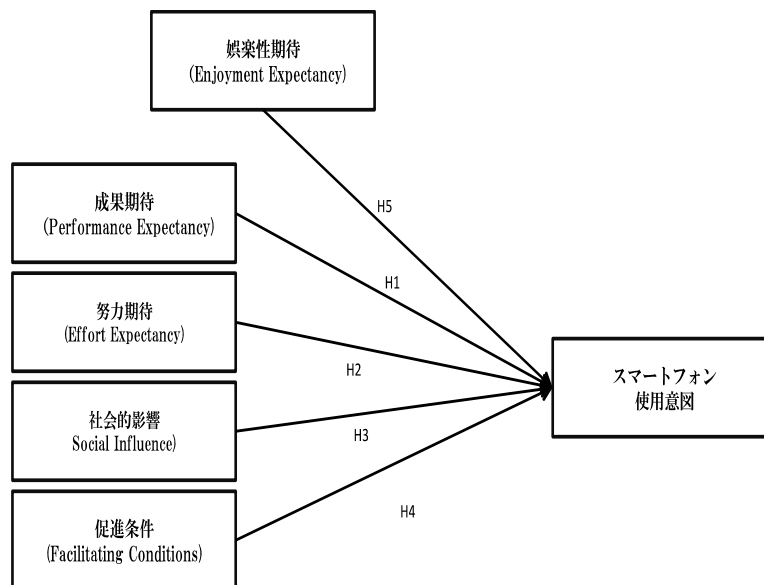 娯楽性期待
(Enjoyment Expectancy)
成果期待
(Performance Expectancy)
H5
H1
努力期待
(Effort Expectancy)
H2
スマートフォン
使用意図
社会的影響
Social Influence)
H3
促進条件
(Facilitating Conditions)
H4